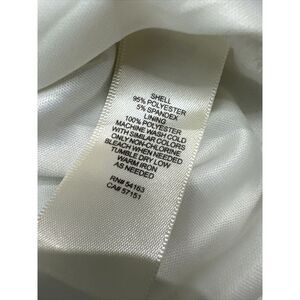 SHELL
95% POLYESTER
5% SPANDEX
LINING
100% POLYESTER
MACHINE WASH COLD
WITH SIMILAR COLORS
ONLY NON-CHLORINE
BLEACH WHEN NEEDED
TUMBLE DRY LOW
WARM IRON
AS NEEDED
RN# 54163
CA# 57151